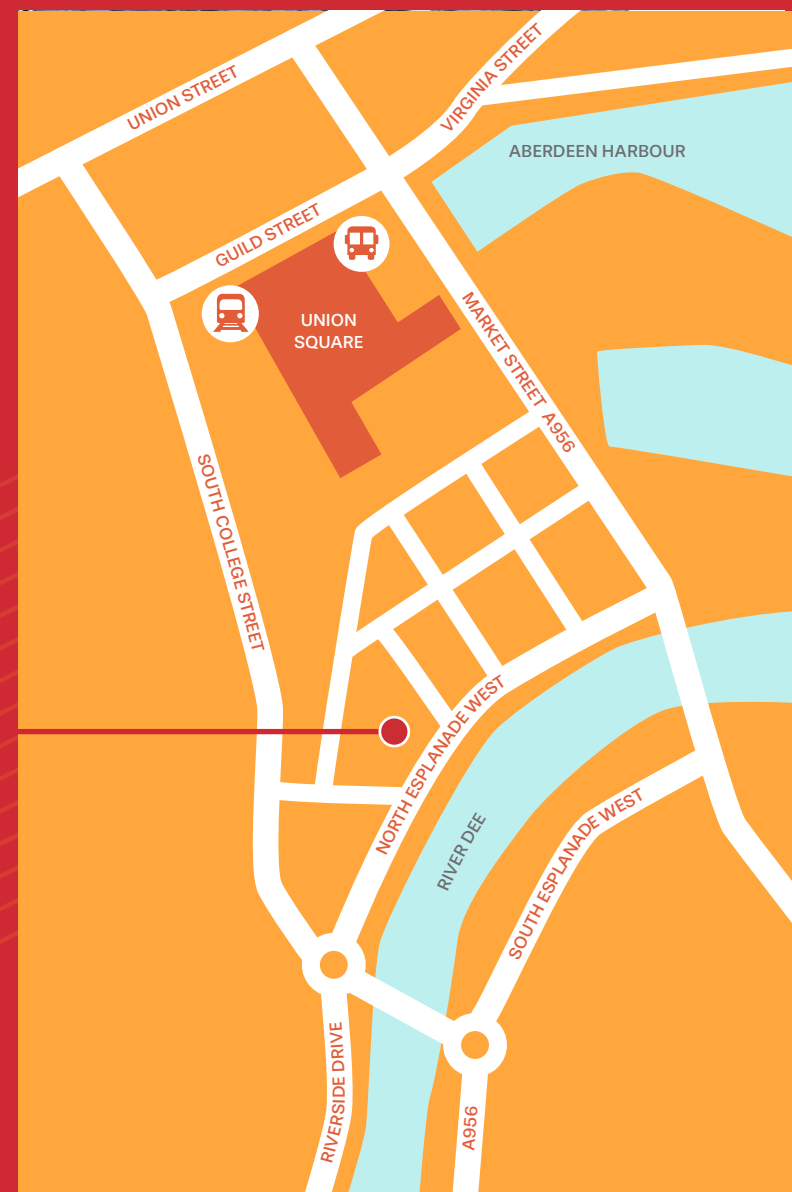 UNION STREET
VIRGINIA STREET
ABERDEEN HARBOUR
GUILD STREET
UNION
SQUARE
MARKET STREET A956
SOUTH COLLEGE STREET
NORTH ESPLANADE WEST
RIVER DEE
SOUTH ESPLANADE WEST
RIVERSIDE DRIVE
A956